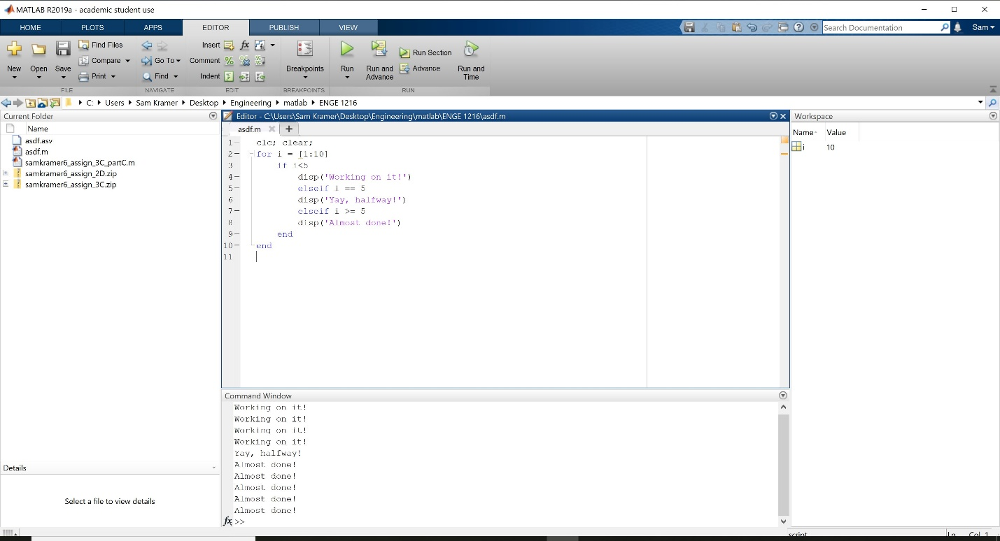 MATLAB R2019a - academic student use
HOME PLOTS APPS EDITOR PUBLISH VIEW Search Documentation Sam
New Open Save Find Files Compare Print Go To Find Insert fx Comment Indent Breakpoints Run Run and Advance Run Section Advance Run and Time
FILE NAVIGATE EDIT BREAKPOINTS RUN
C: Users Sam Kramer Desktop Engineering matlab ENGE 1216
Current Folder
Name
asdf.asv
asdf.m
samkramer6_assign_3C_partC.m
samkramer6_assign_2D.zip
samkramer6_assign_3C.zip
Details
Select a file to view details
Editor - C:\Users\Sam Kramer\Desktop\Engineering\matlab\ENGE 1216\asdf.m
asdf.m +
1 clc; clear;
2 for i = [1:10]
3 if i<5
4 disp('Working on it!')
5 elseif i == 5
6 disp('Yay, halfway!')
7 elseif i >= 5
8 disp('Almost done!')
9 end
10 end
11
Command Window
Working on it!
Working on it!
Working on it!
Working on it!
Yay, halfway!
Almost done!
Almost done!
Almost done!
Almost done!
Almost done!
fx >>
Workspace
Name Value
i 10
script Ln Col 1